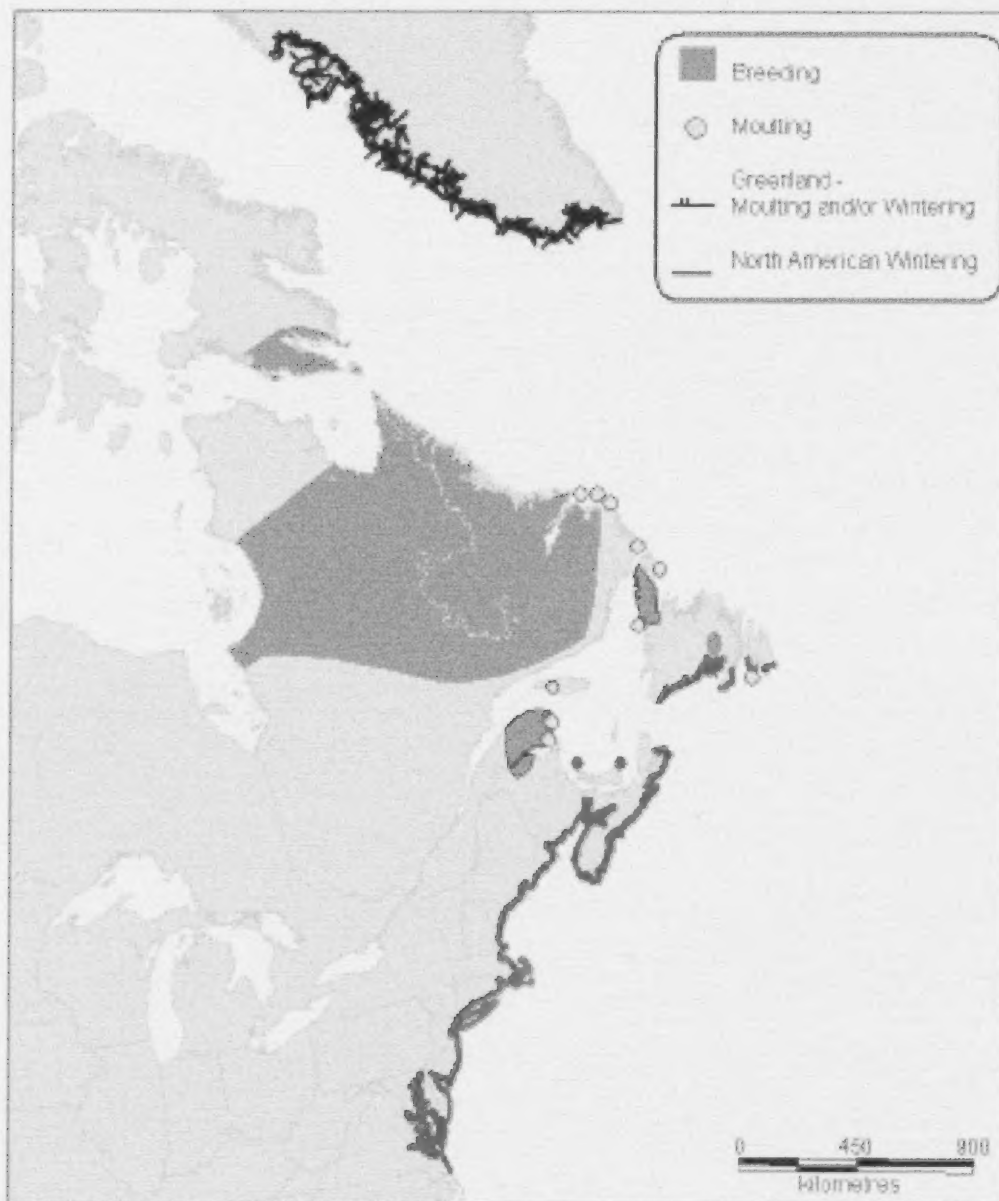 Breeding
Moulting
Greenland -
Moulting and/or Wintering
North American Wintering
0 450 900
kilometres